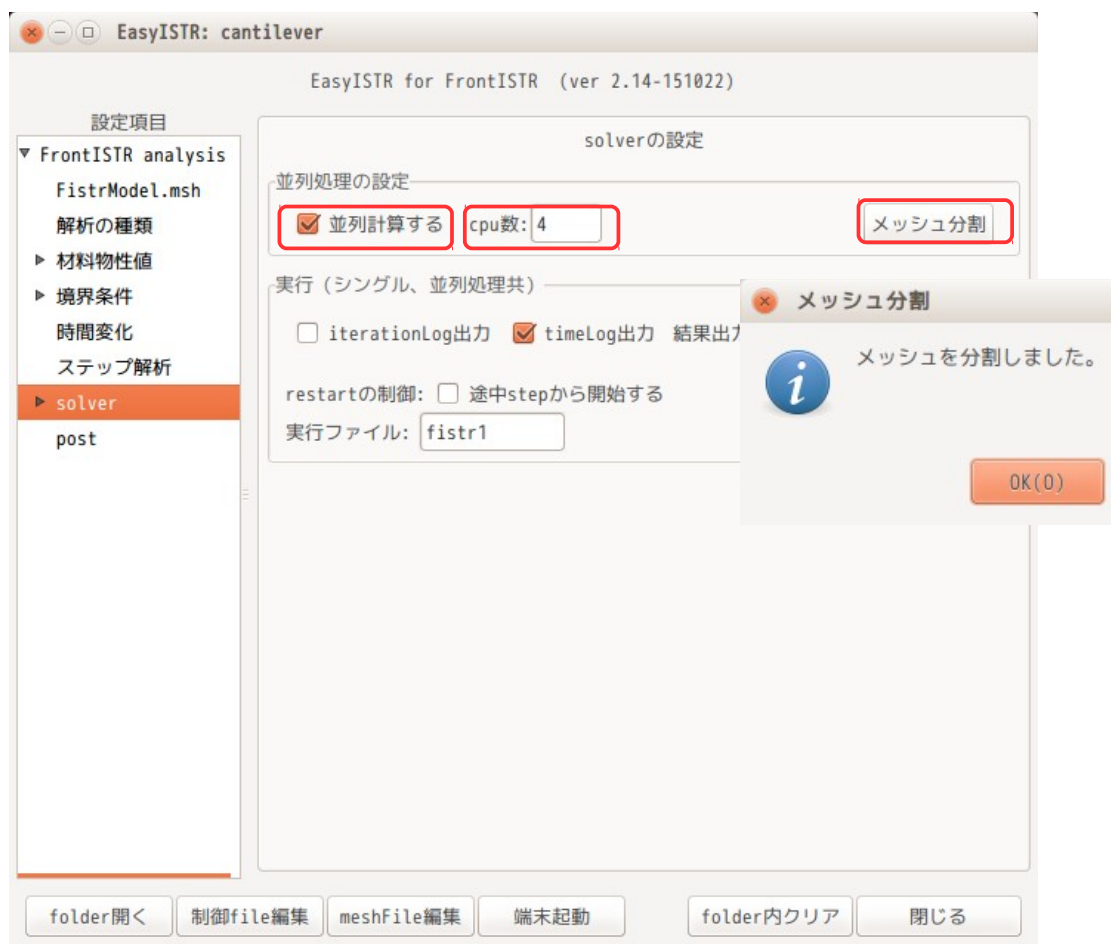 EasyISTR: cantilever
EasyISTR for FrontISTR (ver 2.14-151022)
設定項目
FrontISTR analysis
FistrModel.msh
解析の種類
材料物性値
境界条件
時間変化
ステップ解析
solver
post
solverの設定
並列処理の設定
並列計算する cpu数: 4 メッシュ分割
実行(シングル、並列処理共)
iterationLog出力 timeLog出力 結果出力
restartの制御: 途中stepから開始する
実行ファイル: fistr1
メッシュ分割
メッシュを分割しました。
OK(O)
folder開く 制御file編集 meshFile編集 端末起動 folder内クリア 閉じる